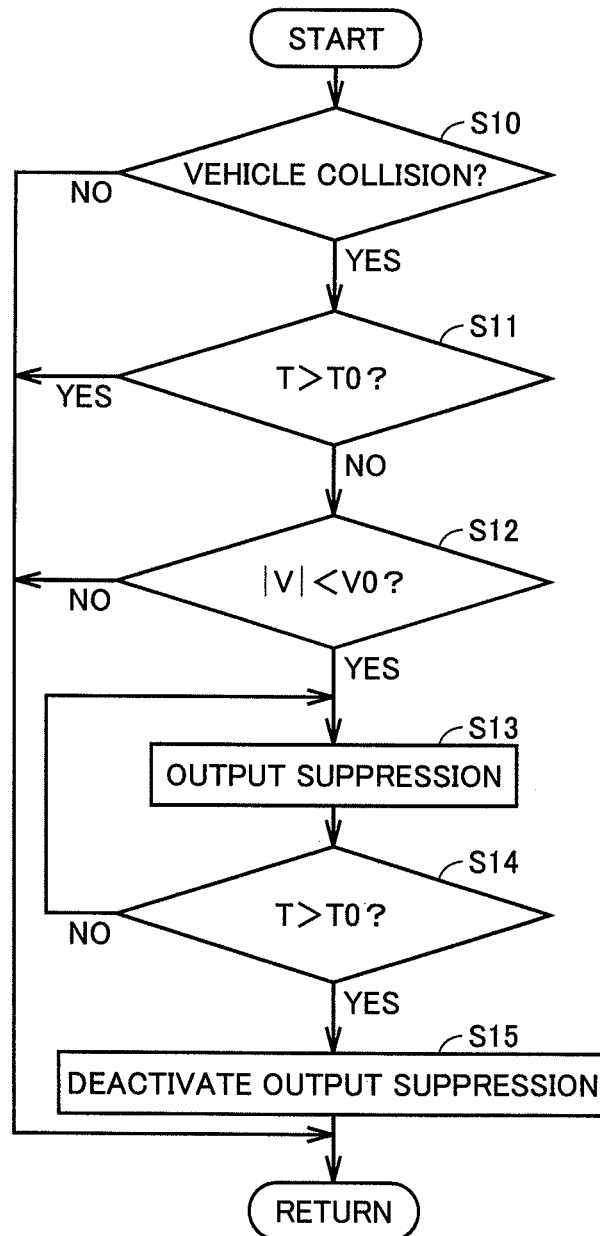 START
S10
VEHICLE COLLISION?
NO
YES
S11
T>T0?
YES
NO
S12
|V|<V0?
NO
YES
S13
OUTPUT SUPPRESSION
S14
T>T0?
NO
YES
S15
DEACTIVATE OUTPUT SUPPRESSION
RETURN